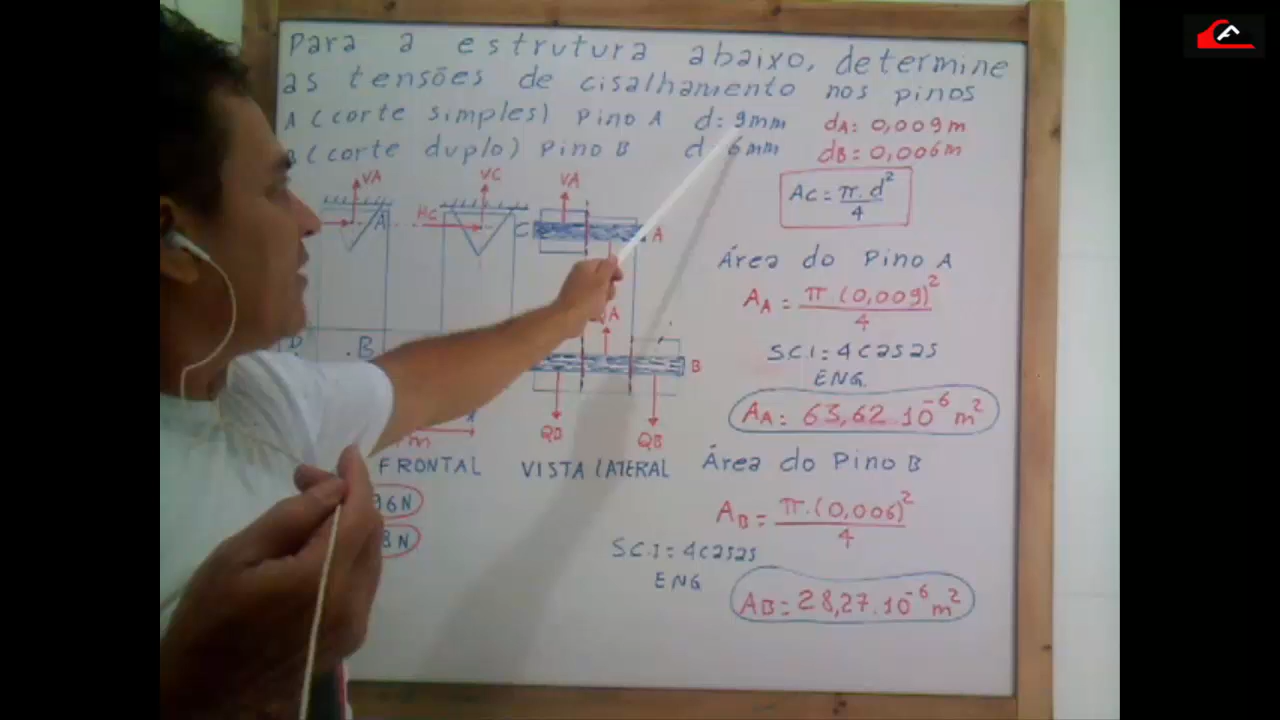 Para a estrutura abaixo, determine
as tensões de cisalhamento nos pinos
A (corte simples) Pino A d: 9mm dA: 0,009m
B (corte duplo) Pino B d 6mm dB: 0,006m
VA VC VA
Ac = π.d²/4
HC A C A
Área do Pino A
AA = π(0,009)²/4
QA
S.C.I = 4 casas
ENG.
D B B
AA: 63,62.10⁻⁶ m²
m QB QB
FRONTAL VISTA LATERAL
Área do Pino B
6N
AB = π.(0,006)²/4
8N
S.C.I = 4 casas
ENG
AB = 28,27.10⁻⁶ m²